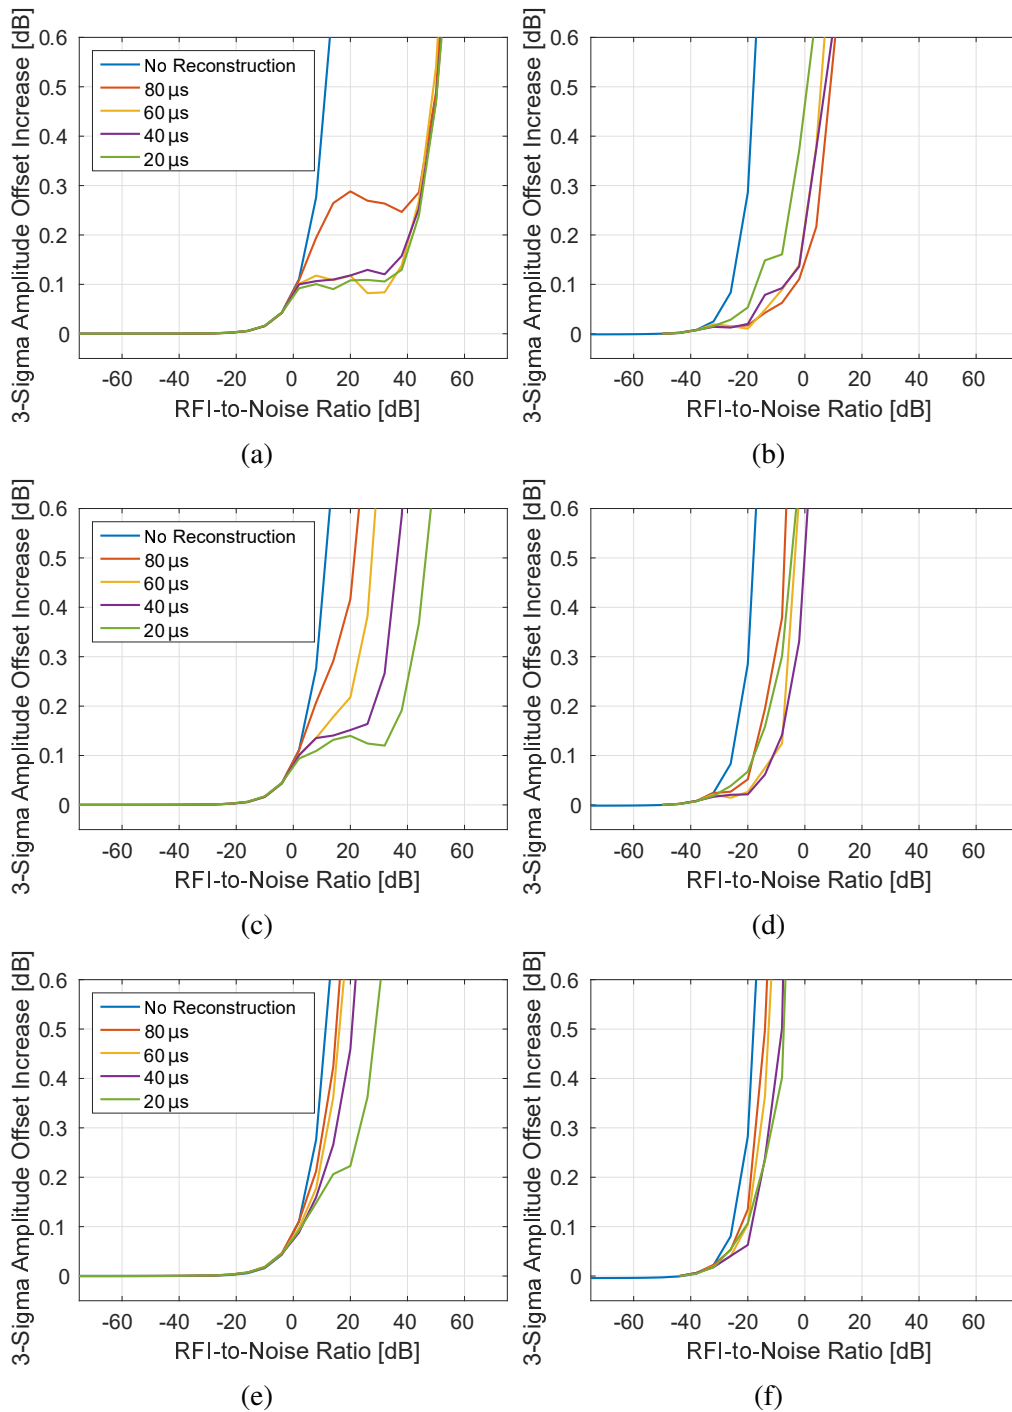 3-Sigma Amplitude Offset Increase [dB]
0.6
0.5
0.4
0.3
0.2
0.1
0
No Reconstruction
80 μs
60 μs
40 μs
20 μs
-60 -40 -20 0 20 40 60
RFI-to-Noise Ratio [dB]
(a)
3-Sigma Amplitude Offset Increase [dB]
0.6
0.5
0.4
0.3
0.2
0.1
0
-60 -40 -20 0 20 40 60
RFI-to-Noise Ratio [dB]
(b)
3-Sigma Amplitude Offset Increase [dB]
0.6
0.5
0.4
0.3
0.2
0.1
0
No Reconstruction
80 μs
60 μs
40 μs
20 μs
-60 -40 -20 0 20 40 60
RFI-to-Noise Ratio [dB]
(c)
3-Sigma Amplitude Offset Increase [dB]
0.6
0.5
0.4
0.3
0.2
0.1
0
-60 -40 -20 0 20 40 60
RFI-to-Noise Ratio [dB]
(d)
3-Sigma Amplitude Offset Increase [dB]
0.6
0.5
0.4
0.3
0.2
0.1
0
No Reconstruction
80 μs
60 μs
40 μs
20 μs
-60 -40 -20 0 20 40 60
RFI-to-Noise Ratio [dB]
(e)
3-Sigma Amplitude Offset Increase [dB]
0.6
0.5
0.4
0.3
0.2
0.1
0
-60 -40 -20 0 20 40 60
RFI-to-Noise Ratio [dB]
(f)